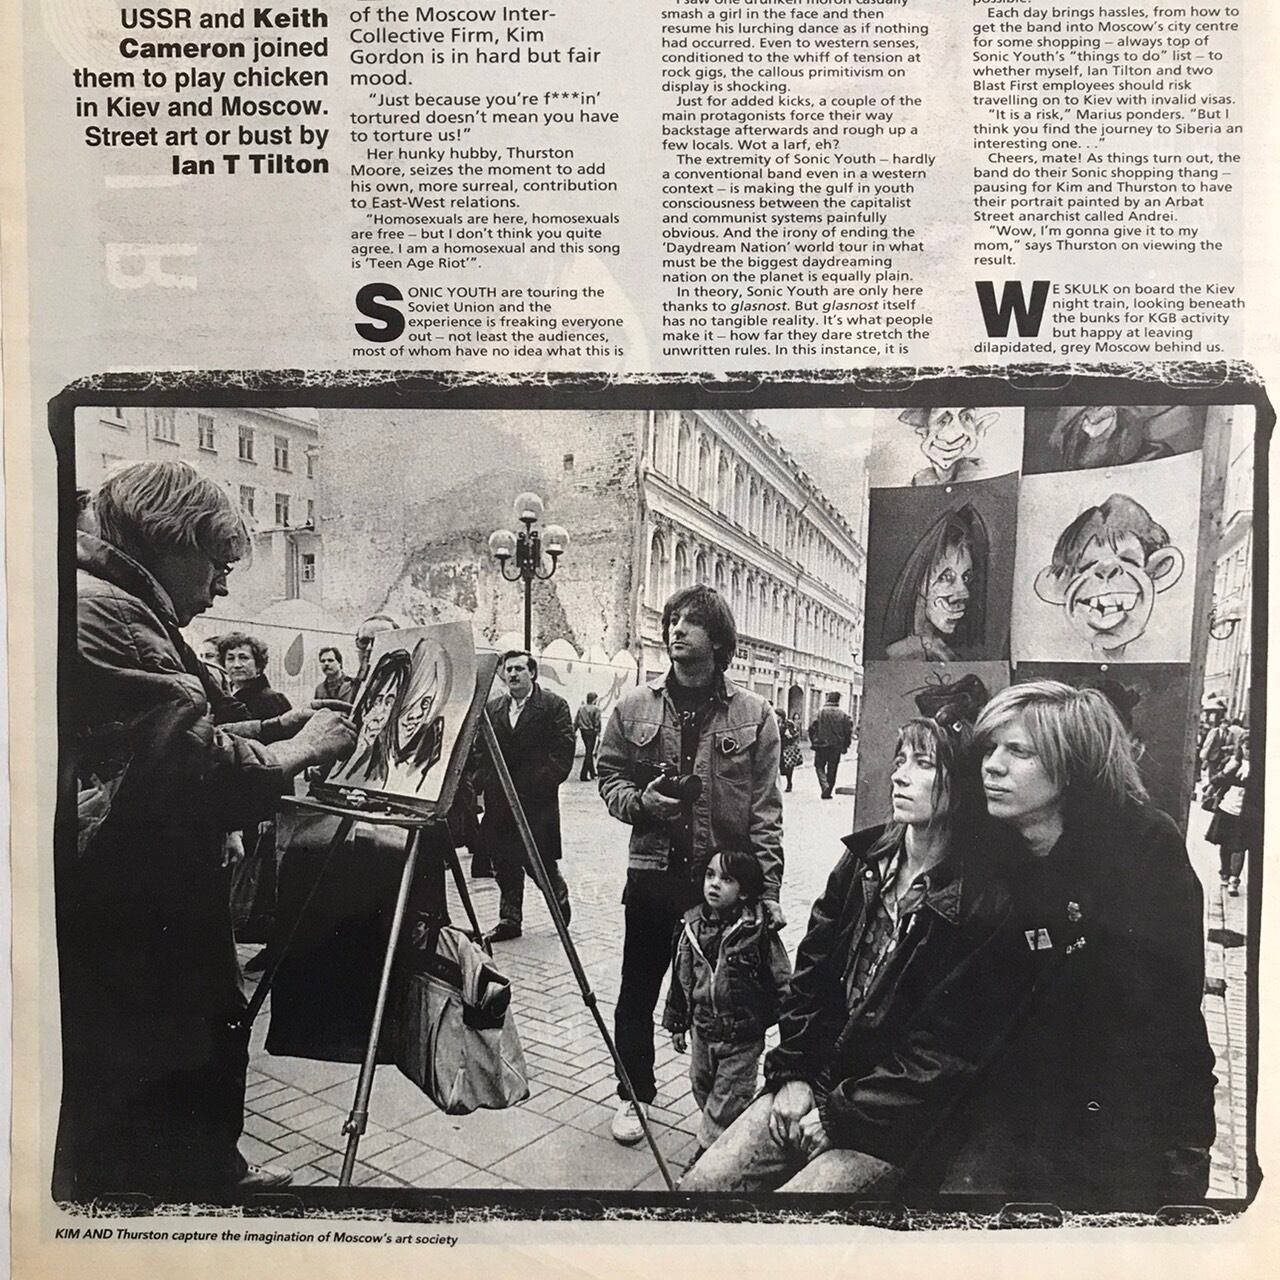 USSR and Keith
Cameron joined
them to play chicken
in Kiev and Moscow.
Street art or bust by
Ian T Tilton
of the Moscow Inter-
Collective Firm, Kim
Gordon is in hard but fair
mood.
"Just because you're f***in'
tortured doesn't mean you have
to torture us!"
Her hunky hubby, Thurston
Moore, seizes the moment to add
his own, more surreal, contribution
to East-West relations.
"Homosexuals are here, homosexuals
are free – but I don't think you quite
agree. I am a homosexual and this song
is 'Teen Age Riot'".
SONIC YOUTH are touring the
Soviet Union and the
experience is freaking everyone
out – not least the audiences,
most of whom have no idea what this is
I saw one drunken moron casually
smash a girl in the face and then
resume his lurching dance as if nothing
had occurred. Even to western senses,
conditioned to the whiff of tension at
rock gigs, the callous primitivism on
display is shocking.
Just for added kicks, a couple of the
main protagonists force their way
backstage afterwards and rough up a
few locals. Wot a larf, eh?
The extremity of Sonic Youth – hardly
a conventional band even in a western
context – is making the gulf in youth
consciousness between the capitalist
and communist systems painfully
obvious. And the irony of ending the
'Daydream Nation' world tour in what
must be the biggest daydreaming
nation on the planet is equally plain.
In theory, Sonic Youth are only here
thanks to glasnost. But glasnost itself
has no tangible reality. It's what people
make it – how far they dare stretch the
unwritten rules. In this instance, it is
possible.
Each day brings hassles, from how to
get the band into Moscow's city centre
for some shopping – always top of
Sonic Youth's "things to do" list – to
whether myself, Ian Tilton and two
Blast First employees should risk
travelling on to Kiev with invalid visas.
"It is a risk," Marius ponders. "But I
think you find the journey to Siberia an
interesting one. . ."
Cheers, mate! As things turn out, the
band do their Sonic shopping thang –
pausing for Kim and Thurston to have
their portrait painted by an Arbat
Street anarchist called Andrei.
"Wow, I'm gonna give it to my
mom," says Thurston on viewing the
result.
WE SKULK on board the Kiev
night train, looking beneath
the bunks for KGB activity
but happy at leaving
dilapidated, grey Moscow behind us.
KIM AND Thurston capture the imagination of Moscow's art society